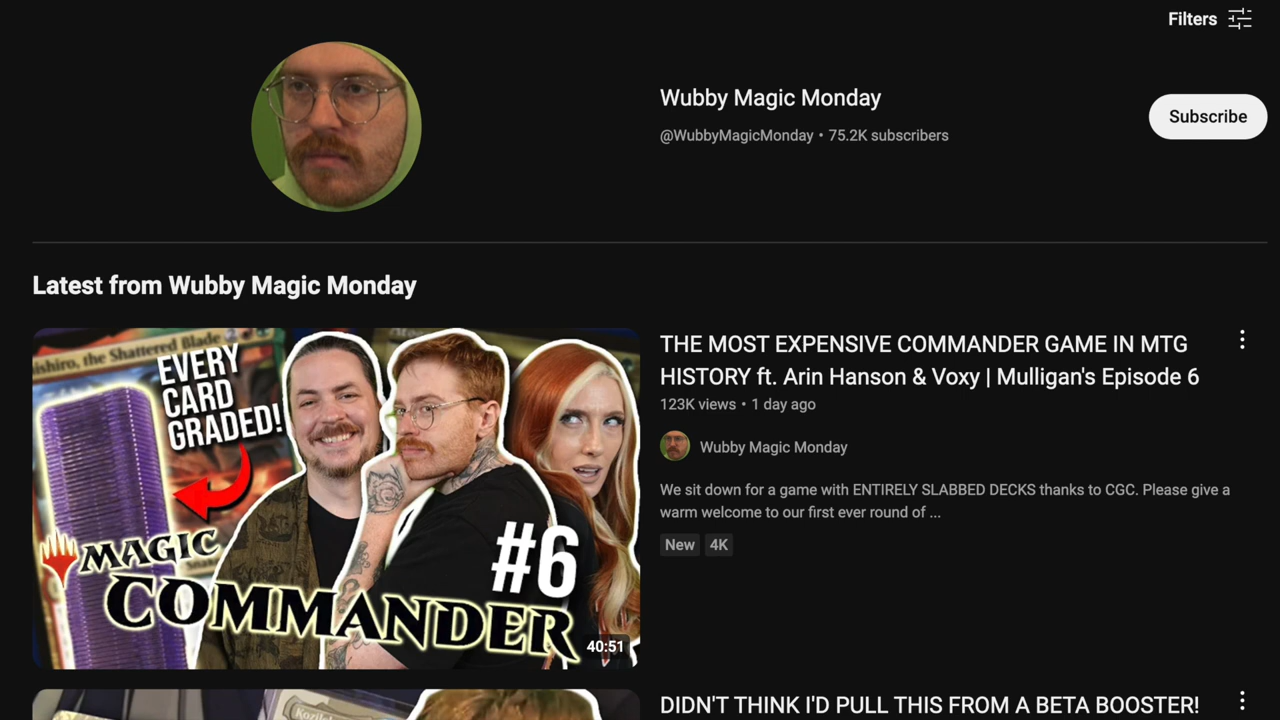 Filters
Wubby Magic Monday
@WubbyMagicMonday • 75.2K subscribers
Subscribe
Latest from Wubby Magic Monday
ishiro, the Shattered Blade
EVERY
CARD
GRADED!
MAGIC
COMMANDER
#6
40:51
THE MOST EXPENSIVE COMMANDER GAME IN MTG
HISTORY ft. Arin Hanson & Voxy | Mulligan's Episode 6
123K views • 1 day ago
Wubby Magic Monday
We sit down for a game with ENTIRELY SLABBED DECKS thanks to CGC. Please give a
warm welcome to our first ever round of ...
New 4K
DIDN'T THINK I'D PULL THIS FROM A BETA BOOSTER!